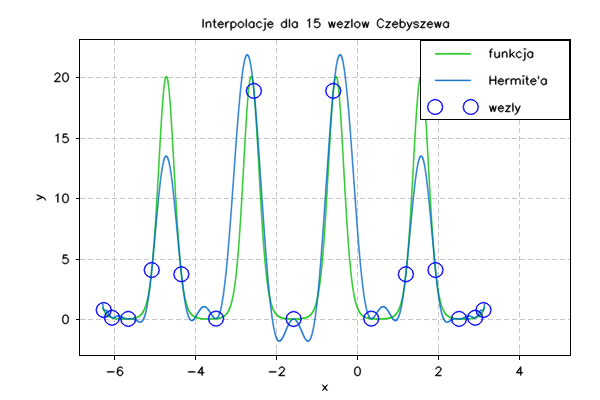 Interpolacje dla 15 wezlow Czebyszewa
funkcja
Hermite'a
wezly
20
15
10
5
0
y
−6 −4 −2 0 2 4
x